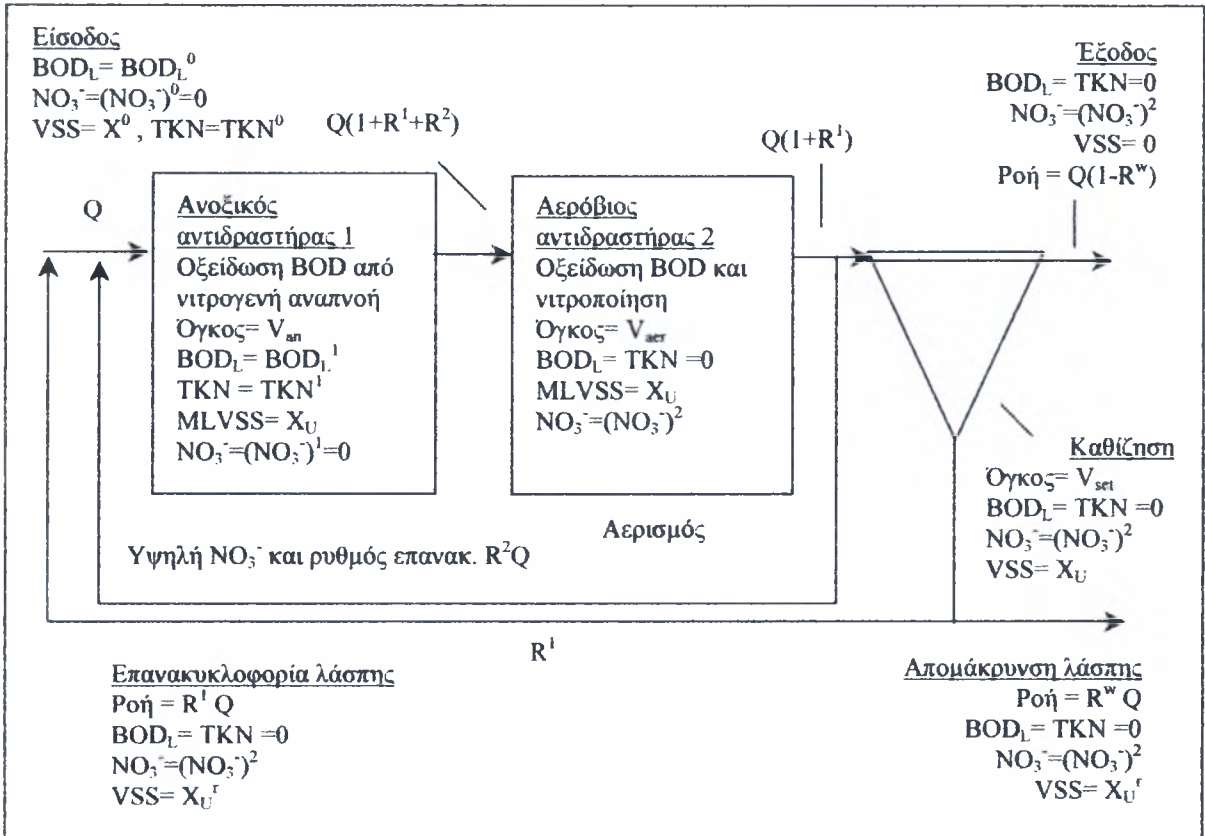 Είσοδος
BOD_L= BOD_L^0
NO₃⁻=(NO₃⁻)^0=0
VSS= X^0 , TKN=TKN^0
Q
Q(1+R^1+R^2)
Q(1+R^1)
Έξοδος
BOD_L= TKN=0
NO₃⁻=(NO₃⁻)^2
VSS= 0
Ροή = Q(1-R^w)
Ανοξικός
αντιδραστήρας 1
Οξείδωση BOD από
νιτρογενή αναπνοή
Όγκος= V_an
BOD_L= BOD_L^1
TKN = TKN^1
MLVSS= X_U
NO₃⁻=(NO₃⁻)^1=0
Αερόβιος
αντιδραστήρας 2
Οξείδωση BOD και
νιτροποίηση
Όγκος= V_aer
BOD_L= TKN =0
MLVSS= X_U
NO₃⁻=(NO₃⁻)^2
Αερισμός
Καθίζηση
Όγκος= V_set
BOD_L= TKN =0
NO₃⁻=(NO₃⁻)^2
VSS= X_U
Υψηλή NO₃⁻ και ρυθμός επανακ. R^2Q
R^1
Επανακυκλοφορία λάσπης
Ροή = R^1 Q
BOD_L= TKN =0
NO₃⁻=(NO₃⁻)^2
VSS= X_U^r
Απομάκρυνση λάσπης
Ροή = R^w Q
BOD_L= TKN =0
NO₃⁻=(NO₃⁻)^2
VSS= X_U^r